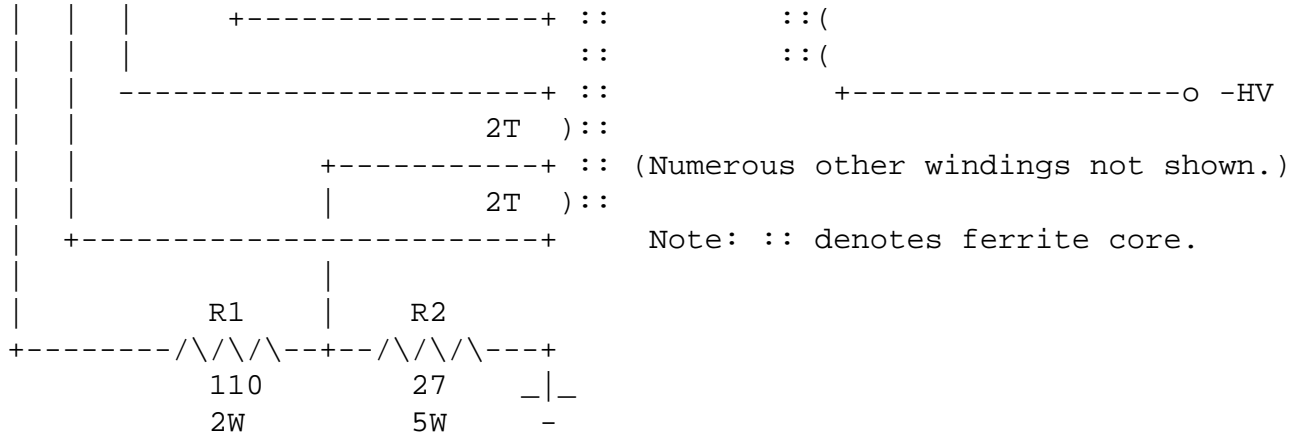 |   |   |       +----------------+ ::          ::(
|   |   |                          ::          ::(
|   |   -----------------------+ ::            +------------------o -HV
|   |                      2T  )::
|   |                +-----------+ :: (Numerous other windings not shown.)
|   |                |       2T  )::
|   +-------------------------+      Note: :: denotes ferrite core.
|                    |
|            R1      |     R2
+--------/\/\/\--+--/\/\/\---+
            110         27     _|_
            2W          5W      -